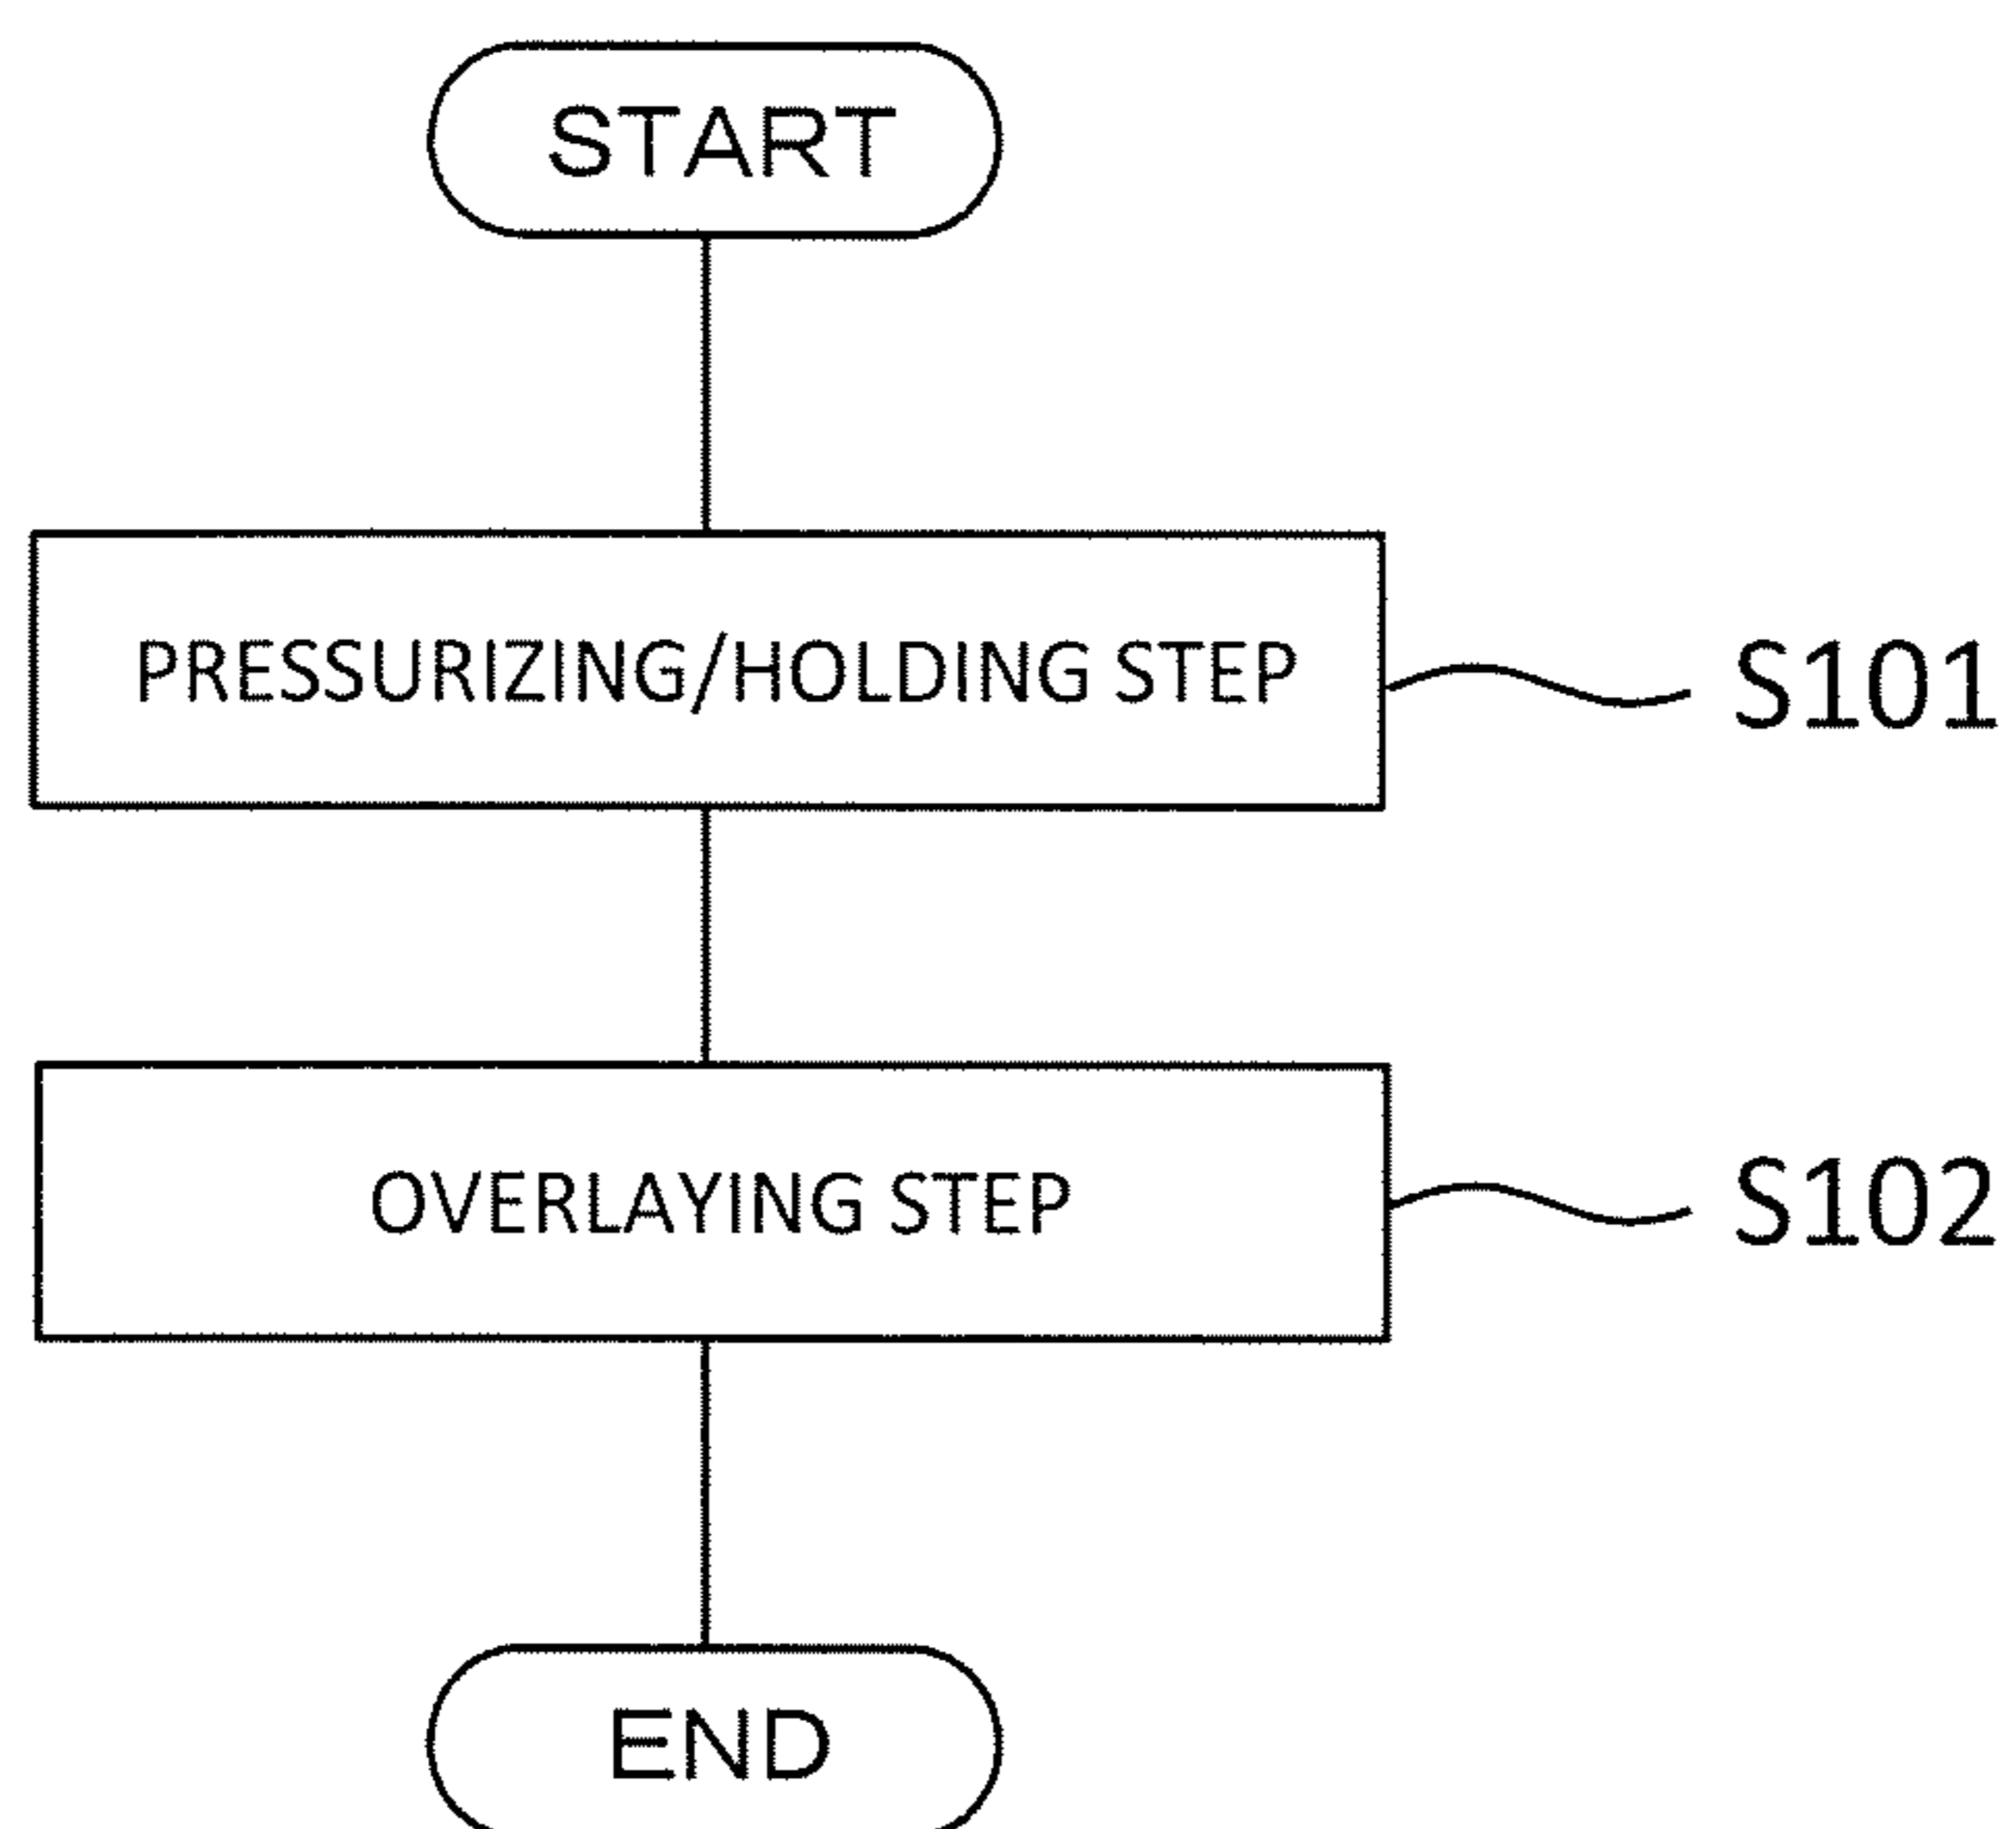 START
PRESSURIZING/HOLDING STEP
S101
OVERLAYING STEP
S102
END